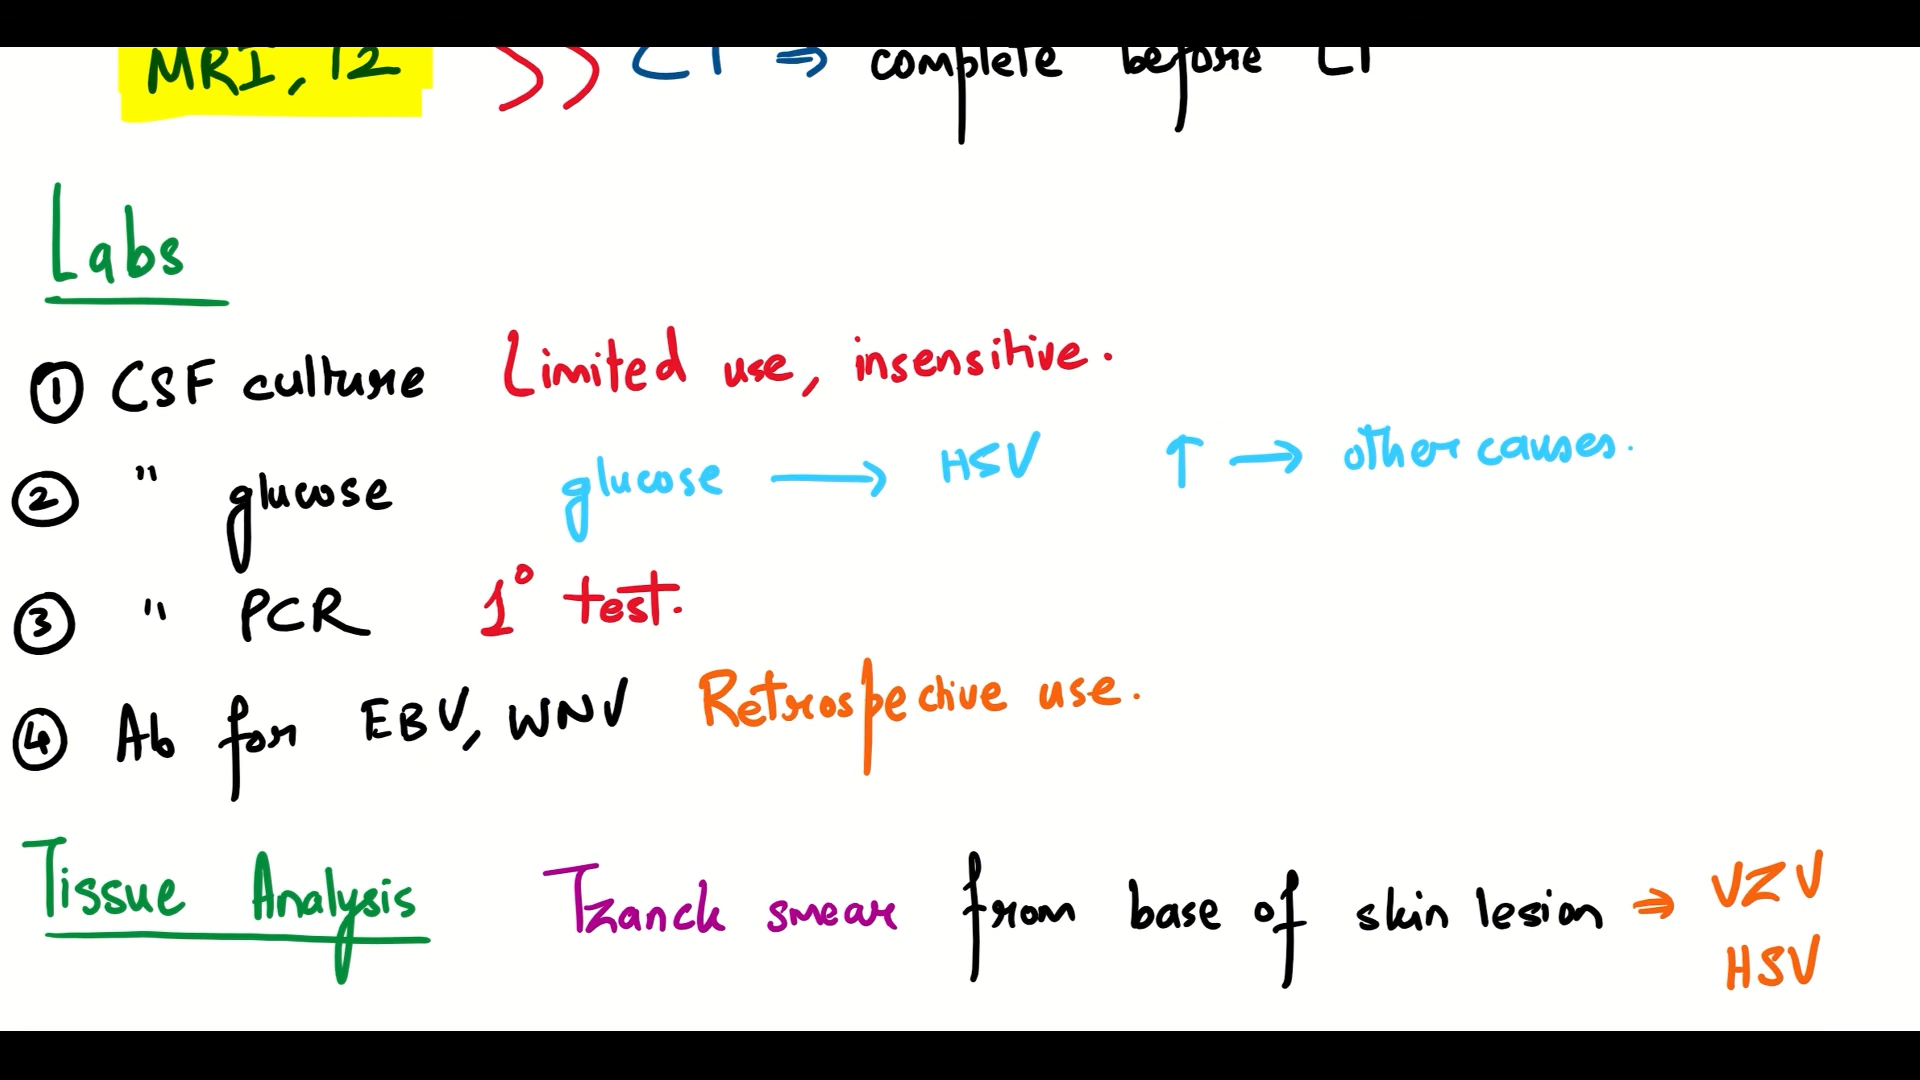 MRI, T2 >> CT ⇒ complete before LP
Labs
① CSF culture Limited use, insensitive.
② " glucose glucose → HSV ↑ → other causes.
③ " PCR 1° test.
④ Ab for EBV, WNV Retrospective use.
Tissue Analysis Tzanck smear from base of skin lesion ⇒ VZV
HSV